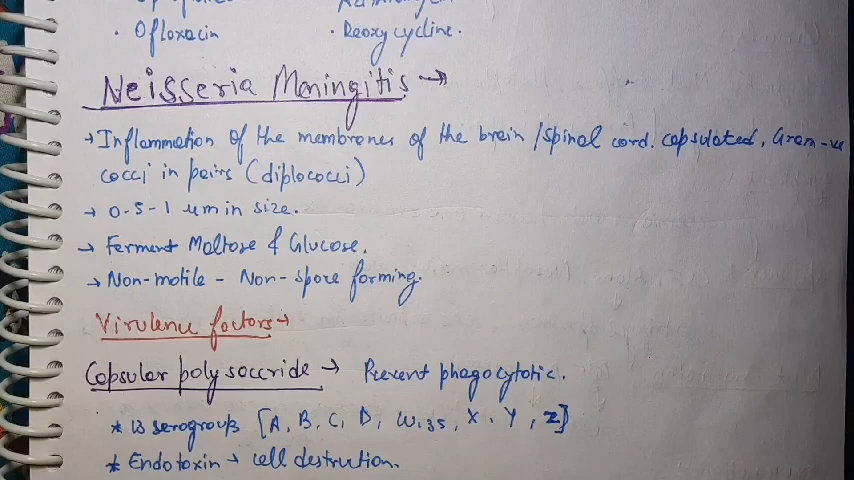 · Ofloxacin · Deoxycycline.
Neisseria Meningitis →
→ Inflammation of the membranes of the brain / spinal cord. capsulated, Gram -ve
cocci in pairs (diplococci)
→ 0.5-1 um in size.
→ Ferment Maltose & Glucose.
→ Non-motile - Non-spore forming.
Virulence factors →
Capsular polysaccride → Prevent phagocytotic.
* 13 serogroups [A, B, C, D, W135, X, Y, Z]
* Endotoxin → cell destrution.